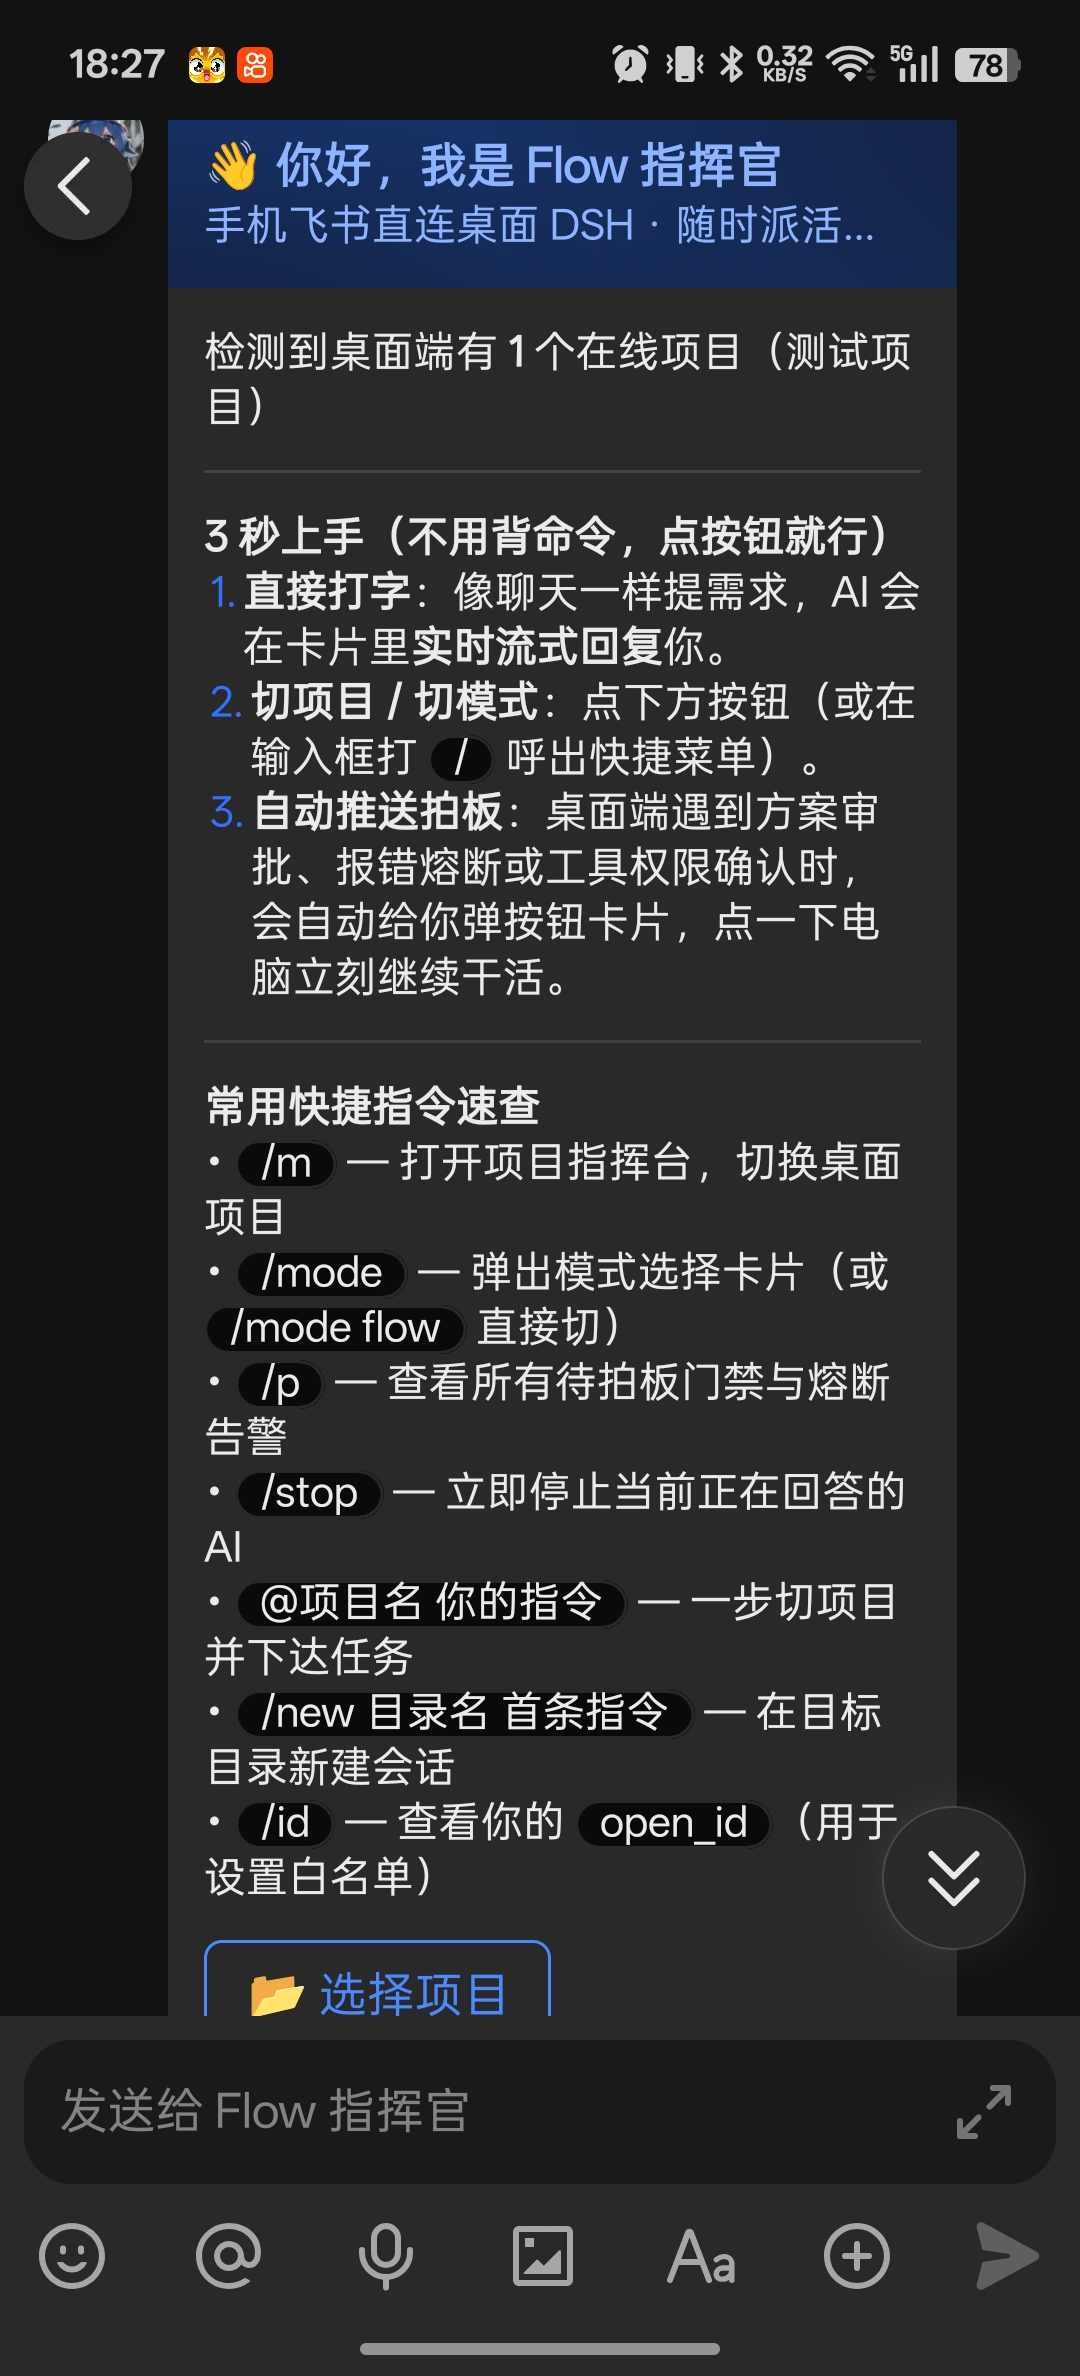 18:27
0.32
KB/S
5G
78
👋 你好，我是 Flow 指挥官
手机飞书直连桌面 DSH · 随时派活...
检测到桌面端有 1 个在线项目（测试项
目）
3 秒上手（不用背命令，点按钮就行）
1. 直接打字：像聊天一样提需求，AI 会
在卡片里实时流式回复你。
2. 切项目 / 切模式：点下方按钮（或在
输入框打 / 呼出快捷菜单）。
3. 自动推送拍板：桌面端遇到方案审
批、报错熔断或工具权限确认时，
会自动给你弹按钮卡片，点一下电
脑立刻继续干活。
常用快捷指令速查
• /m — 打开项目指挥台，切换桌面
项目
• /mode — 弹出模式选择卡片（或
/mode flow 直接切）
• /p — 查看所有待拍板门禁与熔断
告警
• /stop — 立即停止当前正在回答的
AI
• @项目名 你的指令 — 一步切项目
并下达任务
• /new 目录名 首条指令 — 在目标
目录新建会话
• /id — 查看你的 open_id （用于
设置白名单）
📂 选择项目
发送给 Flow 指挥官
Aa